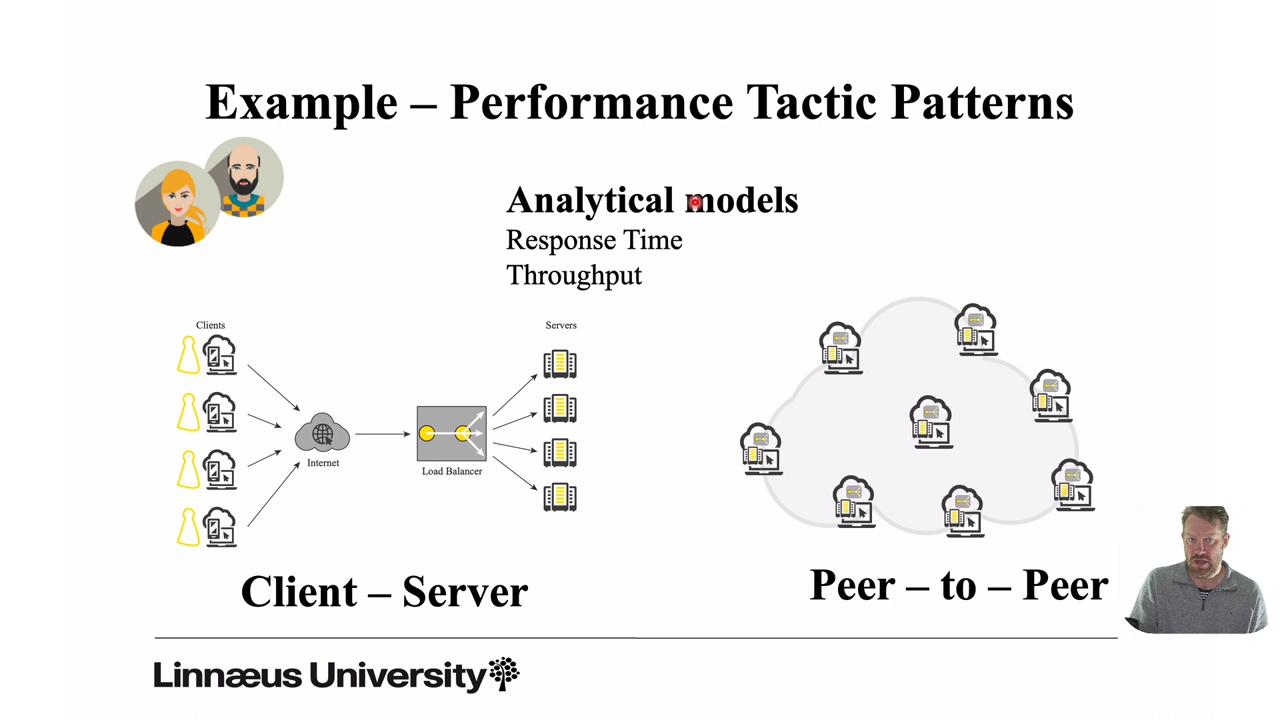 Example – Performance Tactic Patterns
Analytical models
Response Time
Throughput
Clients
Servers
Internet
Load Balancer
Client – Server
Peer – to – Peer
Linnæus University